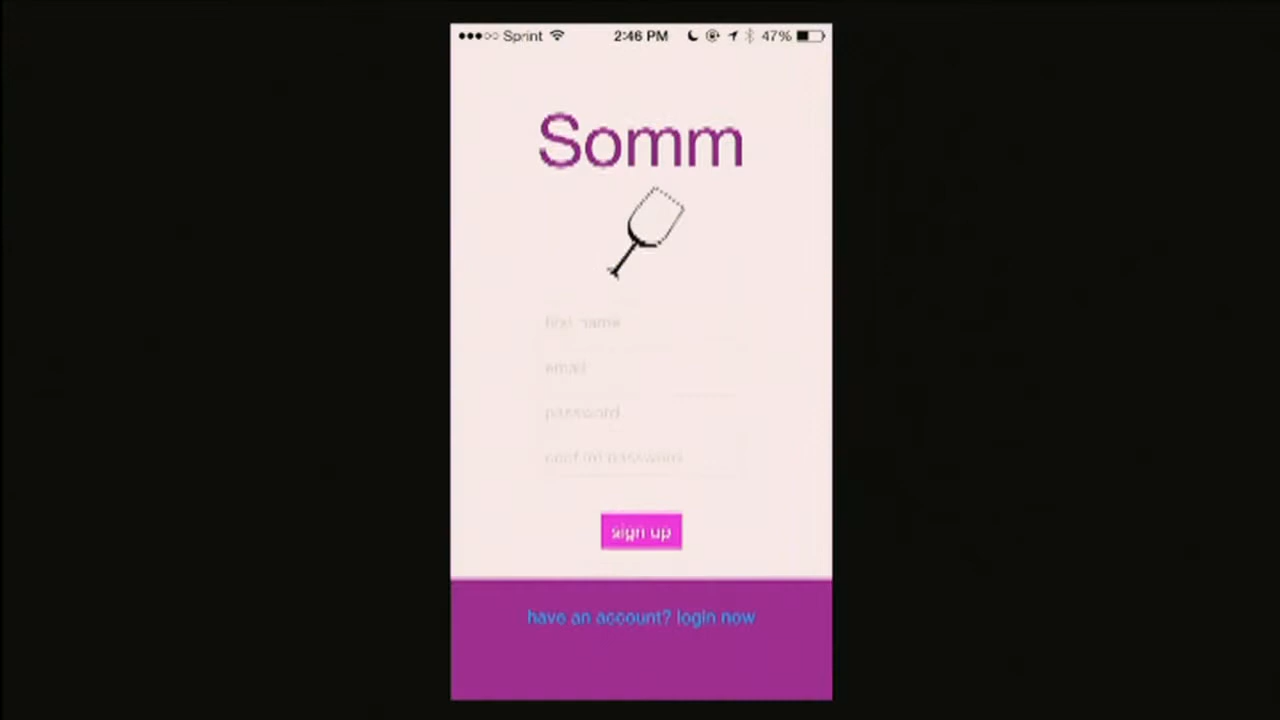 Sprint 2:46 PM 47%
Somm
first name
email
password
confirm password
sign up
have an account? login now